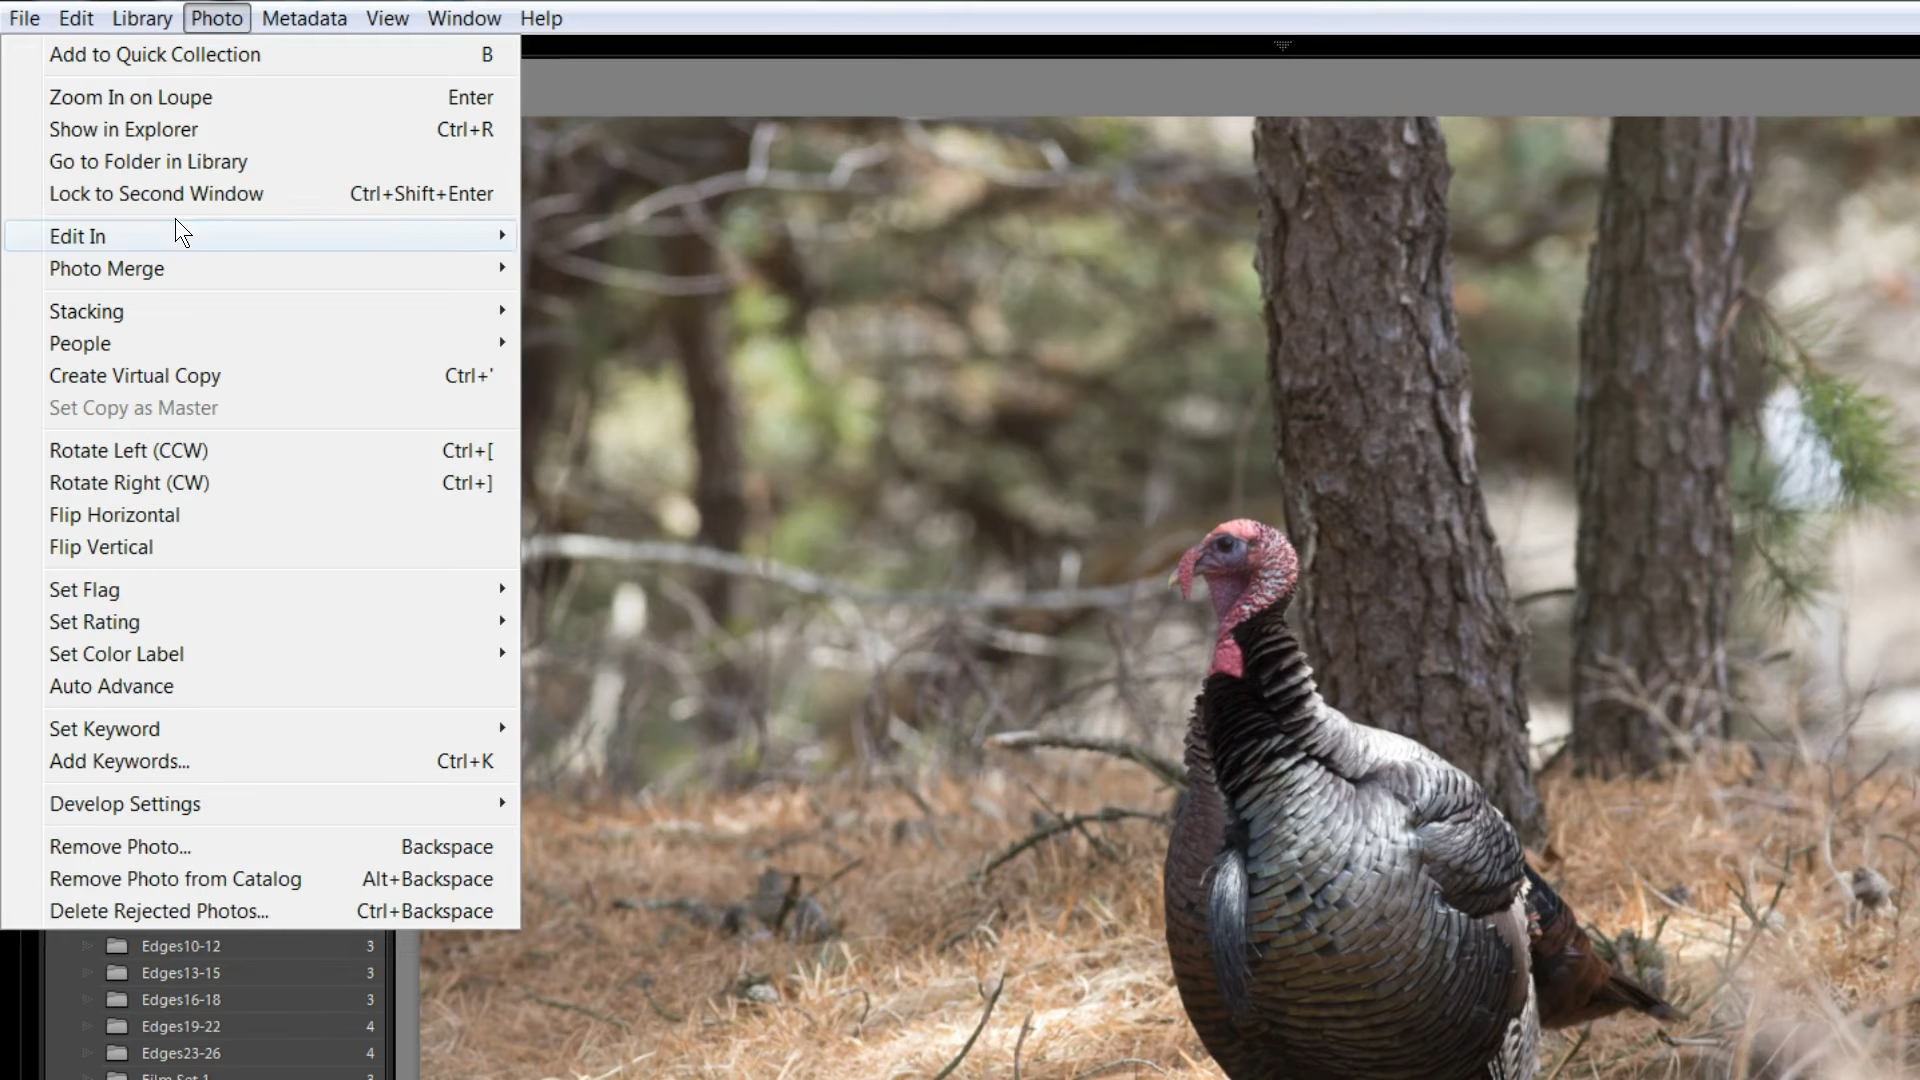 File Edit Library Photo Metadata View Window Help
Add to Quick Collection B
Zoom In on Loupe Enter
Show in Explorer Ctrl+R
Go to Folder in Library
Lock to Second Window Ctrl+Shift+Enter
Edit In
Photo Merge
Stacking
People
Create Virtual Copy Ctrl+'
Set Copy as Master
Rotate Left (CCW) Ctrl+[
Rotate Right (CW) Ctrl+]
Flip Horizontal
Flip Vertical
Set Flag
Set Rating
Set Color Label
Auto Advance
Set Keyword
Add Keywords... Ctrl+K
Develop Settings
Remove Photo... Backspace
Remove Photo from Catalog Alt+Backspace
Delete Rejected Photos... Ctrl+Backspace
Edges10-12 3
Edges13-15 3
Edges16-18 3
Edges19-22 4
Edges23-26 4
Film Set 1 3